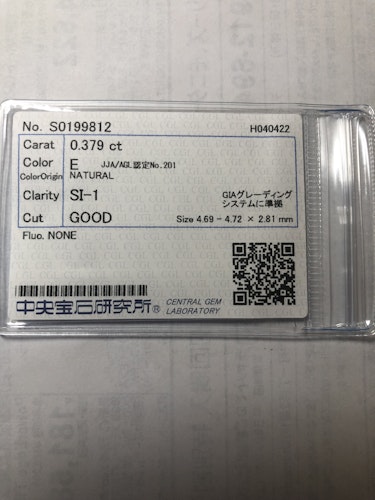 No. S0199812 H040422
Carat 0.379 ct
Color E JJA/AGL認定No.201
ColorOrigin NATURAL
Clarity SI-1 GIAグレーディング
システムに準拠
Cut GOOD Size 4.69 - 4.72 × 2.81 mm
Fluo. NONE
中央宝石研究所® CENTRAL GEM
LABORATORY